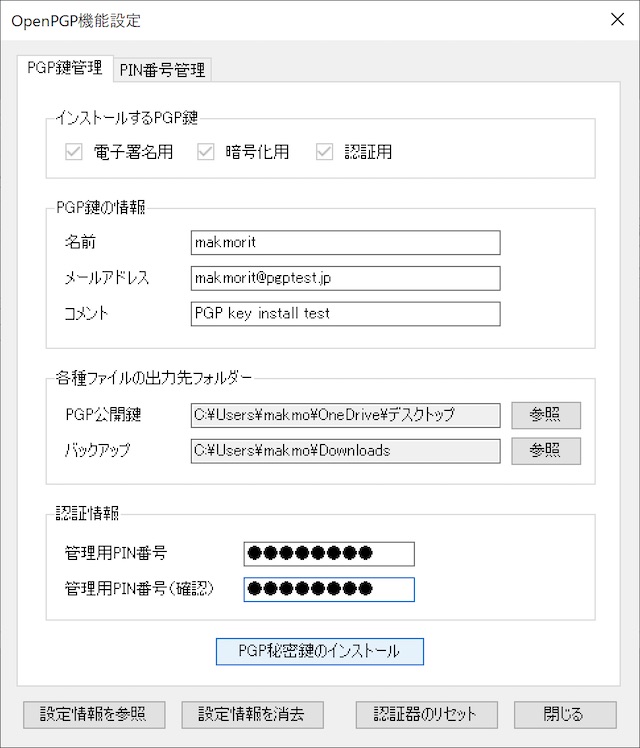 OpenPGP機能設定
PGP鍵管理 PIN番号管理
インストールするPGP鍵
電子署名用 暗号化用 認証用
PGP鍵の情報
名前 makmorit
メールアドレス makmorit@pgptest.jp
コメント PGP key install test
各種ファイルの出力先フォルダー
PGP公開鍵 C:¥Users¥makmo¥OneDrive¥デスクトップ 参照
バックアップ C:¥Users¥makmo¥Downloads 参照
認証情報
管理用PIN番号 ●●●●●●●●
管理用PIN番号(確認) ●●●●●●●●
PGP秘密鍵のインストール
設定情報を参照 設定情報を消去 認証器のリセット 閉じる